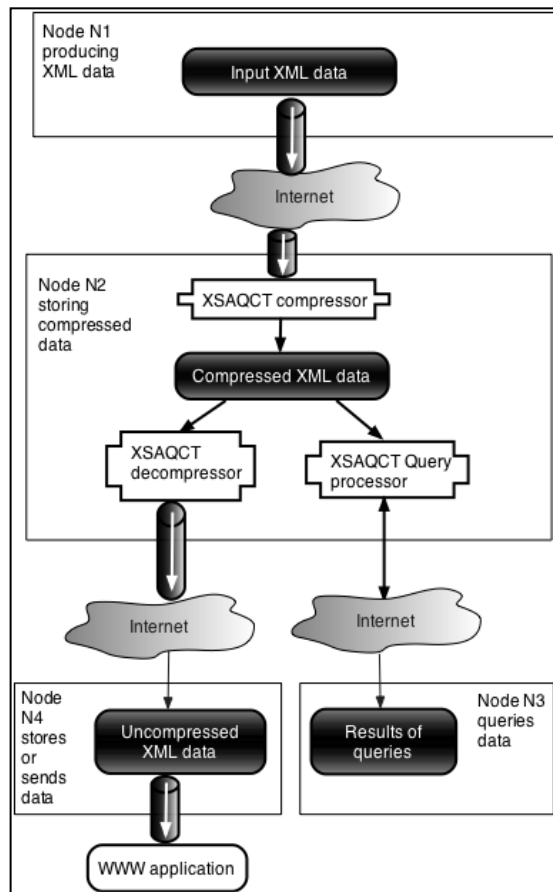 Node N1
producing
XML data
Input XML data
Internet
Node N2
storing
compressed
data
XSAQCT compressor
Compressed XML data
XSAQCT
decompressor
XSAQCT Query
processor
Internet
Internet
Node
N4
stores
or
sends
data
Uncompressed
XML data
Results of
queries
Node N3
queries
data
WWW application